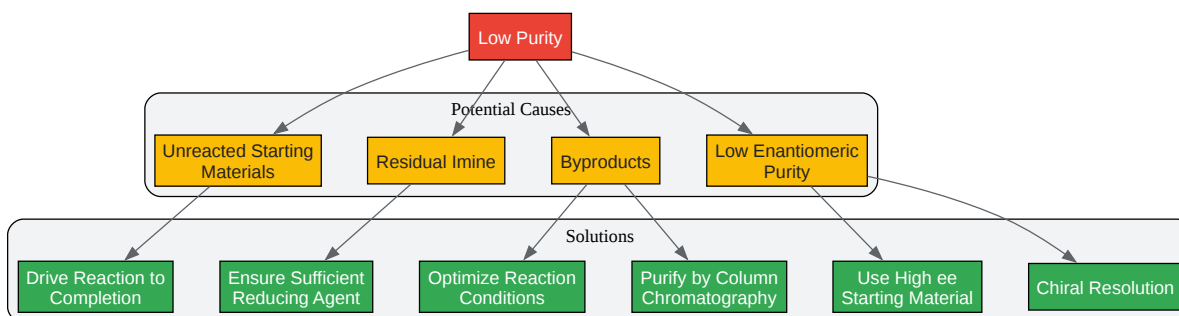 Low Purity
Potential Causes
Unreacted Starting
Materials
Residual Imine
Byproducts
Low Enantiomeric
Purity
Solutions
Drive Reaction to
Completion
Ensure Sufficient
Reducing Agent
Optimize Reaction
Conditions
Purify by Column
Chromatography
Use High ee
Starting Material
Chiral Resolution